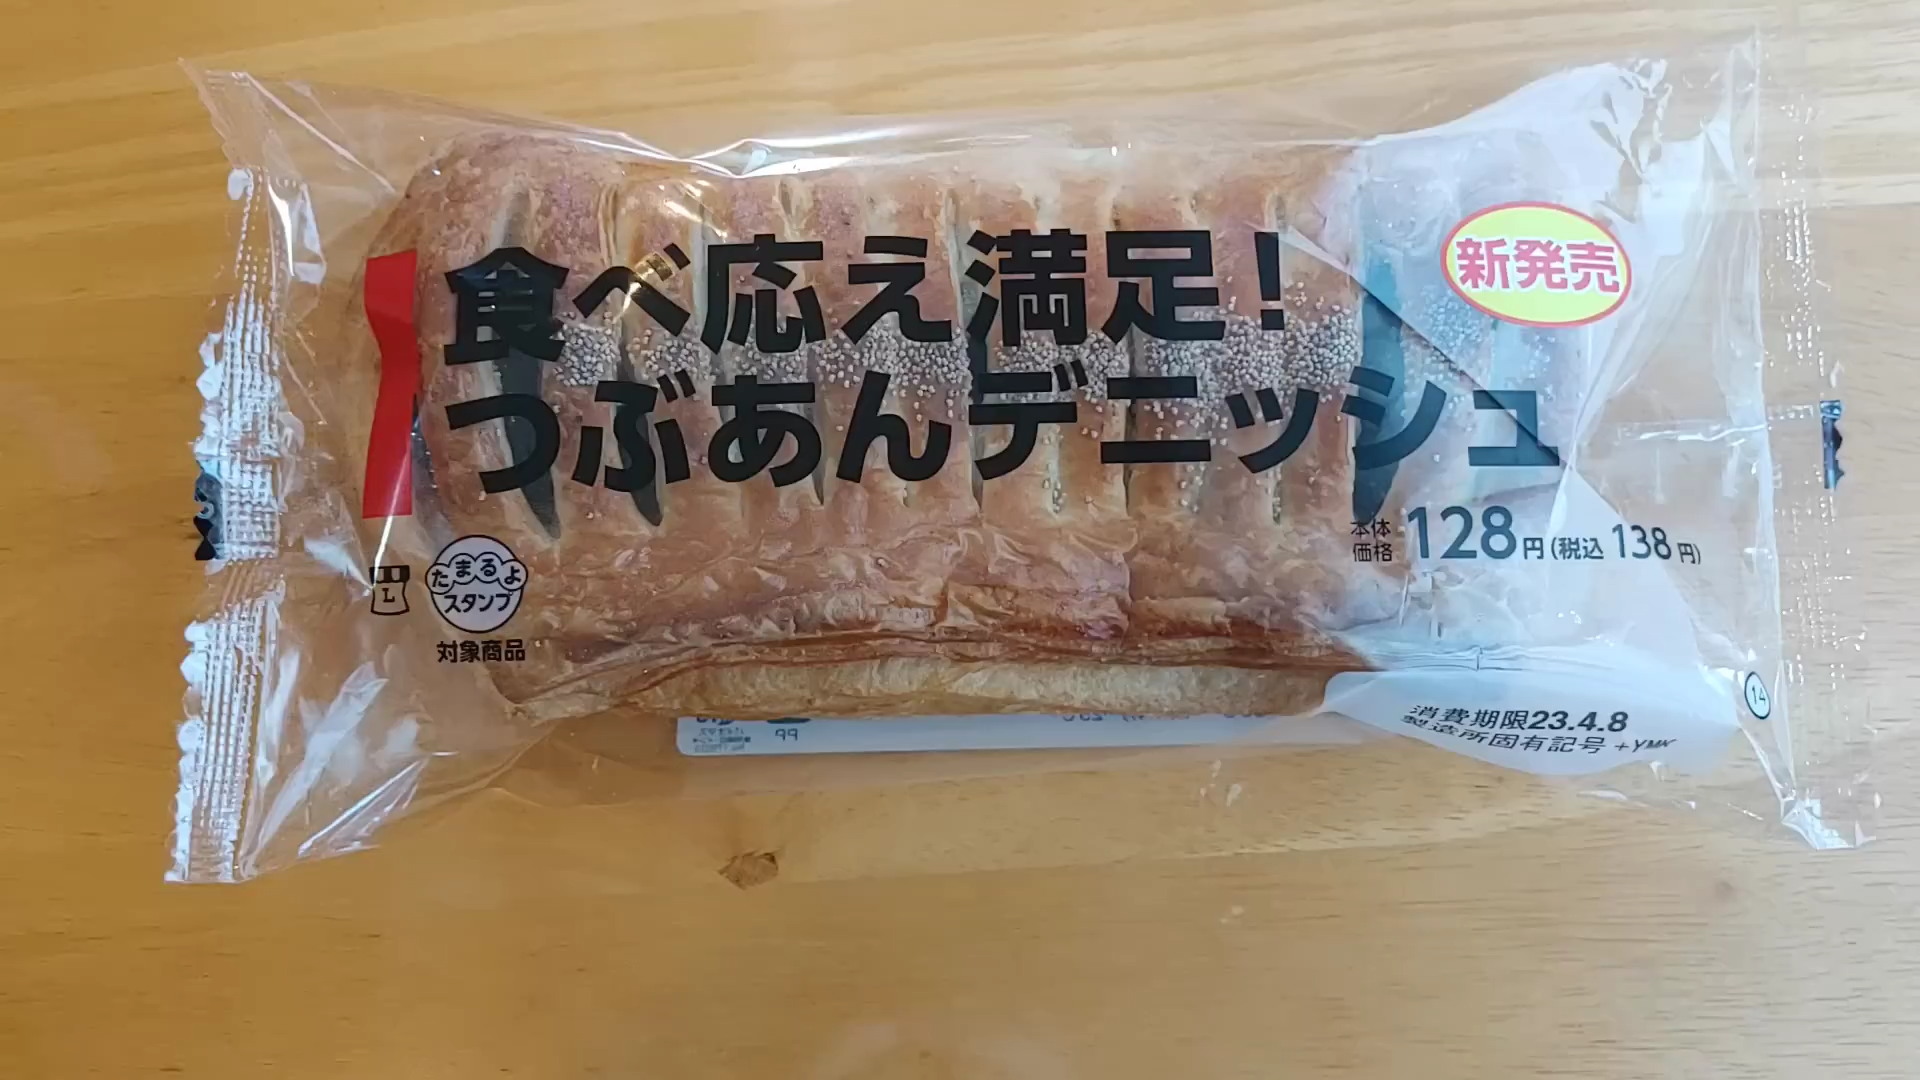 食べ応え満足!
つぶあんデニッシュ
新発売
本体価格 128円(税込 138円)
L
たまるよ
スタンプ
対象商品
消費期限23.4.8
製造所固有記号 +YMK
14
PP